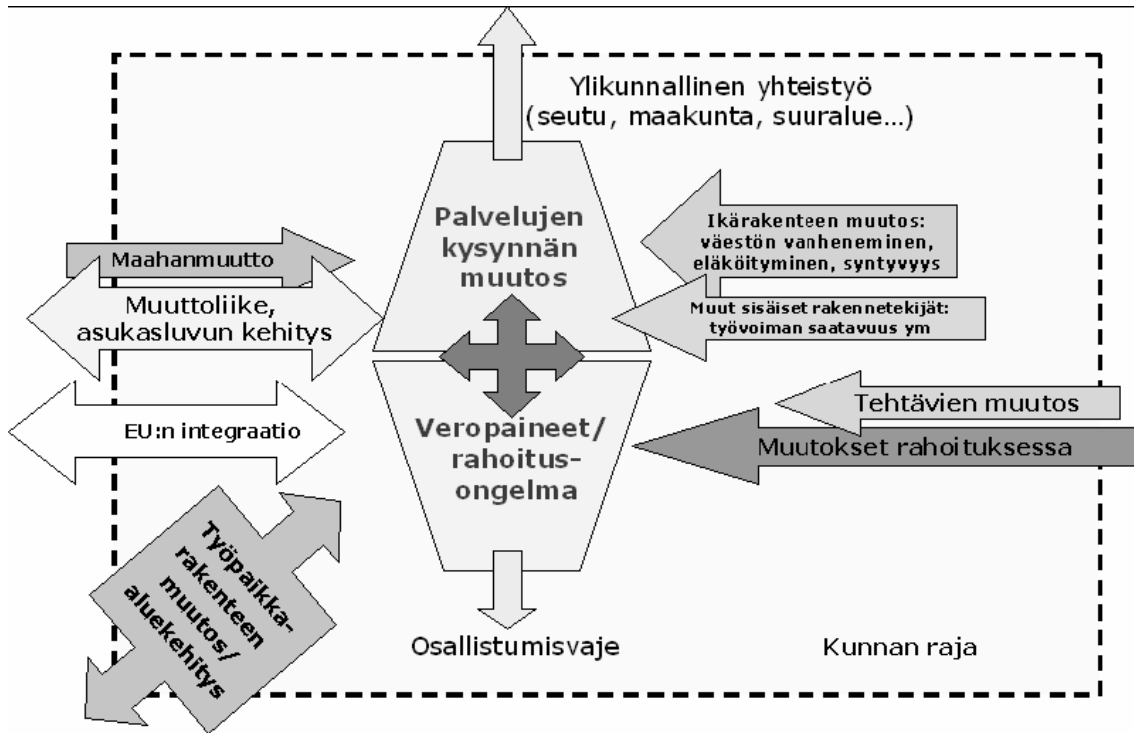 Ylikunnallinen yhteistyö
(seutu, maakunta, suuralue...)
Palvelujen
kysynnän
muutos
Ikärakenteen muutos:
väestön vanheneminen,
eläköityminen, syntyvyys
Maahanmuutto
Muuttoliike,
asukasluvun kehitys
Muut sisäiset rakennetekijät:
työvoiman saatavuus ym
Tehtävien muutos
EU:n integraatio
Veropaineet/
rahoitus-
ongelma
Muutokset rahoituksessa
Työpaikka-
rakenteen
muutos/
aluekehitys
Osallistumisvaje
Kunnan raja